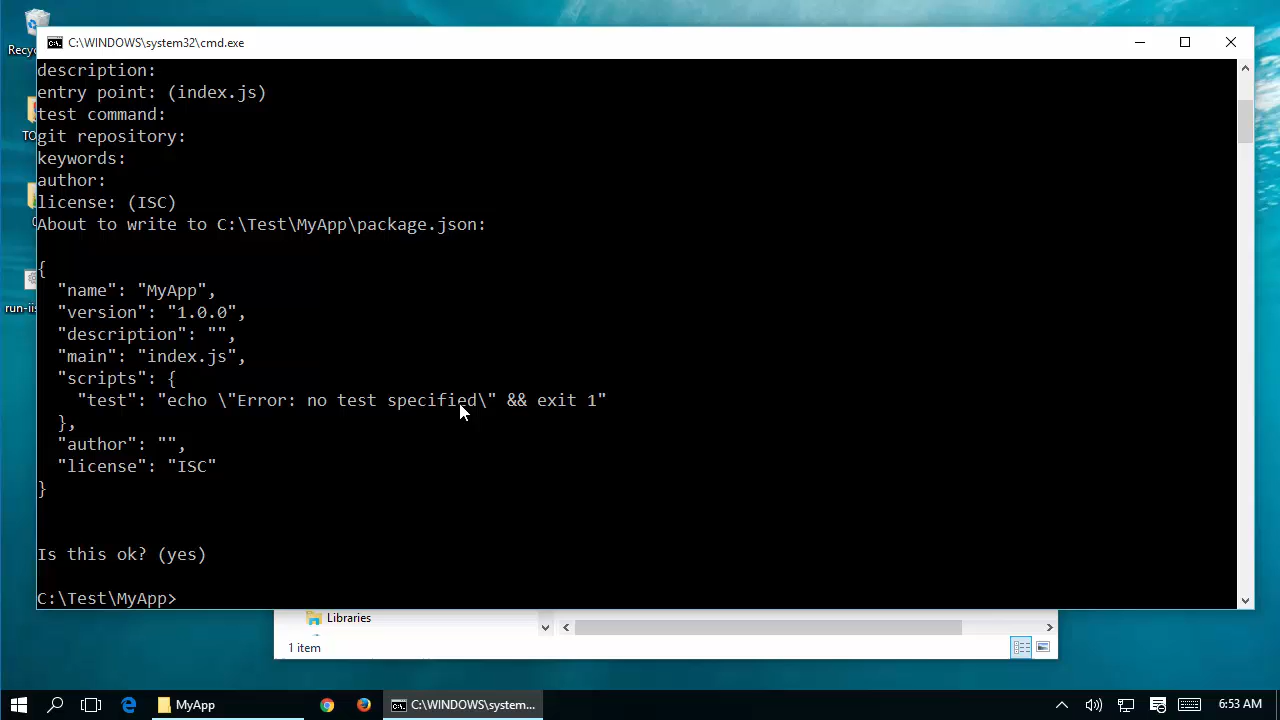 Recyc
TO
run-iis
C:\WINDOWS\system32\cmd.exe
description:
entry point: (index.js)
test command:
git repository:
keywords:
author:
license: (ISC)
About to write to C:\Test\MyApp\package.json:
{
"name": "MyApp",
"version": "1.0.0",
"description": "",
"main": "index.js",
"scripts": {
"test": "echo \"Error: no test specified\" && exit 1"
},
"author": "",
"license": "ISC"
}
Is this ok? (yes)
C:\Test\MyApp>
Libraries
1 item
MyApp
C:\WINDOWS\system...
6:53 AM